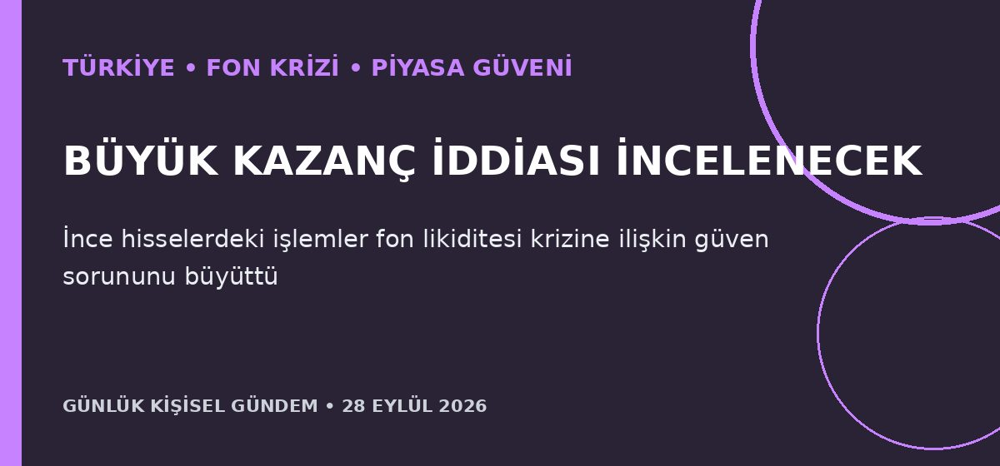 TÜRKİYE • FON KRİZİ • PİYASA GÜVENİ
BÜYÜK KAZANÇ İDDİASI İNCELENECEK
İnce hisselerdeki işlemler fon likiditesi krizine ilişkin güven
sorununu büyüttü
GÜNLÜK KİŞİSEL GÜNDEM • 28 EYLÜL 2026